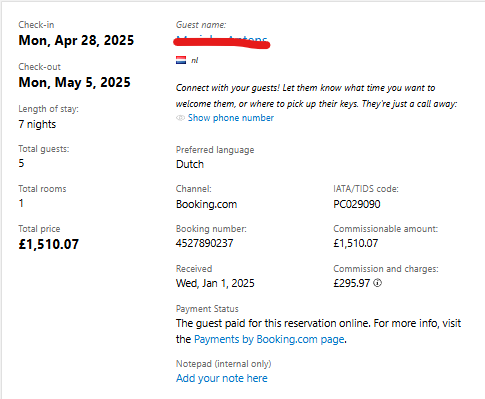 Check-in
Mon, Apr 28, 2025
Check-out
Mon, May 5, 2025
Length of stay:
7 nights
Total guests:
5
Total rooms
1
Total price
£1,510.07
Guest name:
nl
Connect with your guests! Let them know what time you want to
welcome them, or where to pick up their keys. They're just a call away:
Show phone number
Preferred language
Dutch
Channel:
Booking.com
IATA/TIDS code:
PC029090
Booking number:
4527890237
Commissionable amount:
£1,510.07
Received
Wed, Jan 1, 2025
Commission and charges:
£295.97
Payment Status
The guest paid for this reservation online. For more info, visit
the Payments by Booking.com page.
Notepad (internal only)
Add your note here